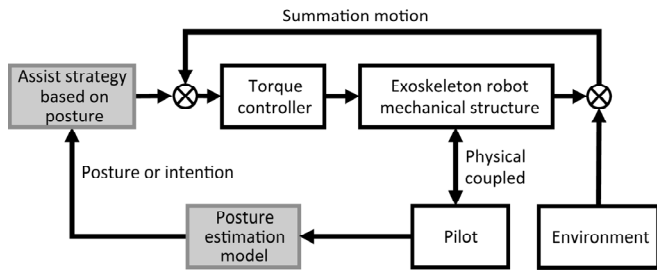 Summation motion
Assist strategy
based on
posture
Torque
controller
Exoskeleton robot
mechanical structure
Posture or intention
Physical
coupled
Posture
estimation
model
Pilot
Environment